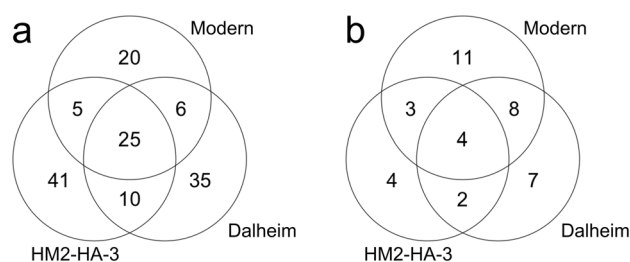 a
Modern
20
5
6
25
41
35
10
Dalheim
HM2-HA-3
b
Modern
11
3
8
4
4
7
2
Dalheim
HM2-HA-3